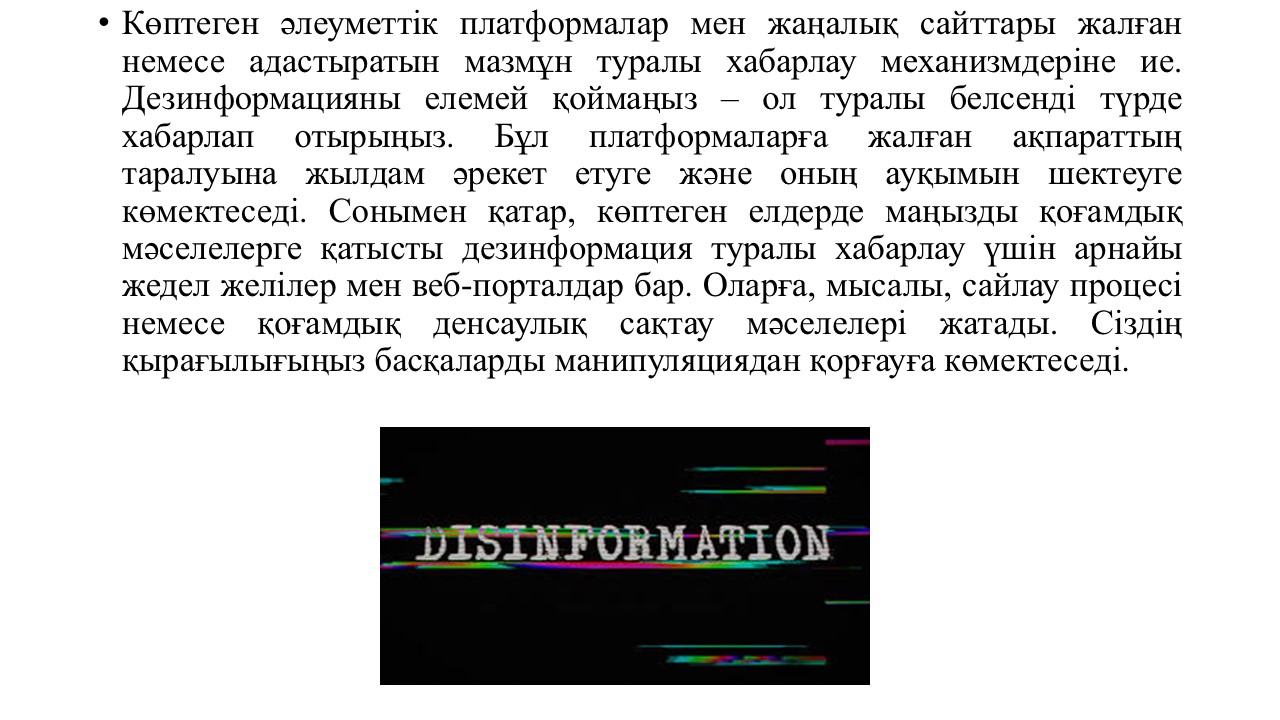 • Көптеген әлеуметтік платформалар мен жаңалық сайттары жалған
немесе адастыратын мазмұн туралы хабарлау механизмдеріне ие.
Дезинформацияны елемей қоймаңыз – ол туралы белсенді түрде
хабарлап отырыңыз. Бұл платформаларға жалған ақпараттың
таралуына жылдам әрекет етуге және оның ауқымын шектеуге
көмектеседі. Сонымен қатар, көптеген елдерде маңызды қоғамдық
мәселелерге қатысты дезинформация туралы хабарлау үшін арнайы
жедел желілер мен веб-порталдар бар. Оларға, мысалы, сайлау процесі
немесе қоғамдық денсаулық сақтау мәселелері жатады. Сіздің
қырағылығыңыз басқаларды манипуляциядан қорғауға көмектеседі.
DISINFORMATION